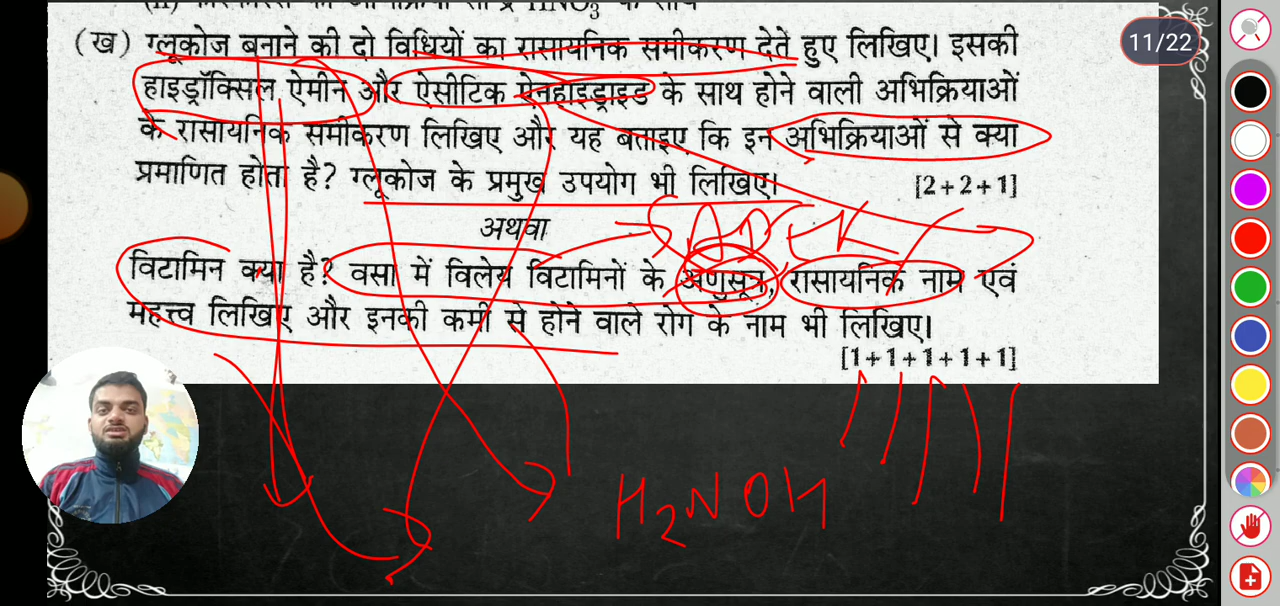 11/22
(ख) ग्लूकोज बनाने की दो विधियों का रासायनिक समीकरण देते हुए लिखिए। इसकी
हाइड्रॉक्सिल ऐमीन और ऐसीटिक ऐनहाइड्राइड के साथ होने वाली अभिक्रियाओं
के रासायनिक समीकरण लिखिए और यह बताइए कि इन अभिक्रियाओं से क्या
प्रमाणित होता है? ग्लूकोज के प्रमुख उपयोग भी लिखिए।
[2+2+1]
अथवा
ADEK
विटामिन क्या है? वसा में विलेय विटामिनों के अणुसूत्र, रासायनिक नाम एवं
महत्त्व लिखिए और इनकी कमी से होने वाले रोग के नाम भी लिखिए।
[1+1+1+1+1]
H2NOH